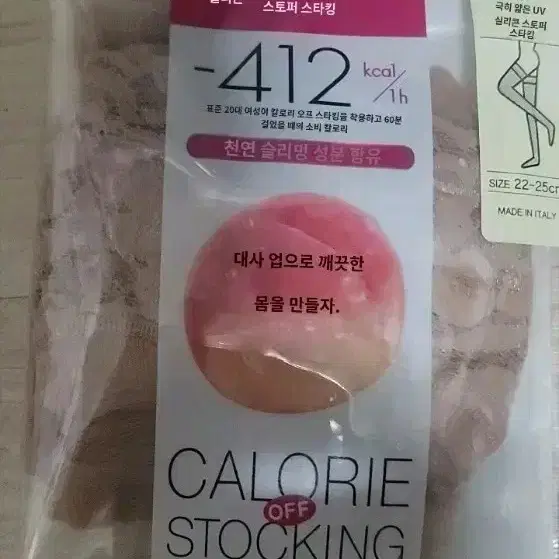 스토퍼 스타킹
-412 kcal/1h
표준 20대 여성이 칼로리 오프 스타킹을 착용하고 60분
걸었을 때의 소비 칼로리
천연 슬리밍 성분 함유
대사 업으로 깨끗한
몸을 만들자.
CALORIE
OFF
STOCKING
극히 얇은 UV
실리콘 스토퍼
스타킹
SIZE: 22-25cm
MADE IN ITALY